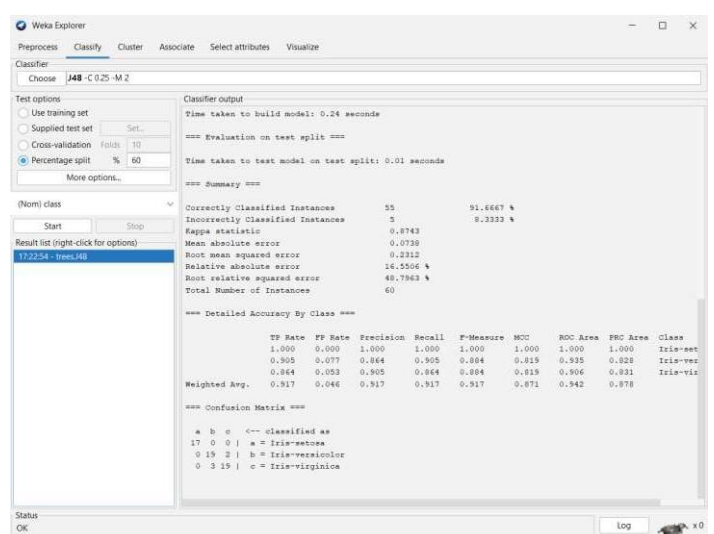 Weka Explorer
Preprocess Classify Cluster Associate Select attributes Visualize
Classifier
Choose J48 -C 0.25 -M 2
Test options
Use training set
Supplied test set Set...
Cross-validation Folds 10
Percentage split % 60
More options...
(Nom) class
Start Stop
Result list (right-click for options)
17:22:54 - trees.J48
Classifier output
Time taken to build model: 0.24 seconds
=== Evaluation on test split ===
Time taken to test model on test split: 0.01 seconds
=== Summary ===
Correctly Classified Instances 55 91.6667 %
Incorrectly Classified Instances 5 8.3333 %
Kappa statistic 0.8743
Mean absolute error 0.0738
Root mean squared error 0.2312
Relative absolute error 16.5506 %
Root relative squared error 48.7963 %
Total Number of Instances 60
=== Detailed Accuracy By Class ===
TP Rate FP Rate Precision Recall F-Measure MCC ROC Area PRC Area Class
1.000 0.000 1.000 1.000 1.000 1.000 1.000 1.000 Iris-set
0.905 0.077 0.864 0.905 0.884 0.819 0.935 0.828 Iris-ver
0.864 0.053 0.905 0.864 0.884 0.819 0.906 0.831 Iris-vir
Weighted Avg. 0.917 0.046 0.917 0.917 0.917 0.871 0.942 0.878
=== Confusion Matrix ===
a b c <-- classified as
17 0 0 | a = Iris-setosa
0 19 2 | b = Iris-versicolor
0 3 19 | c = Iris-virginica
Status
OK
Log x 0